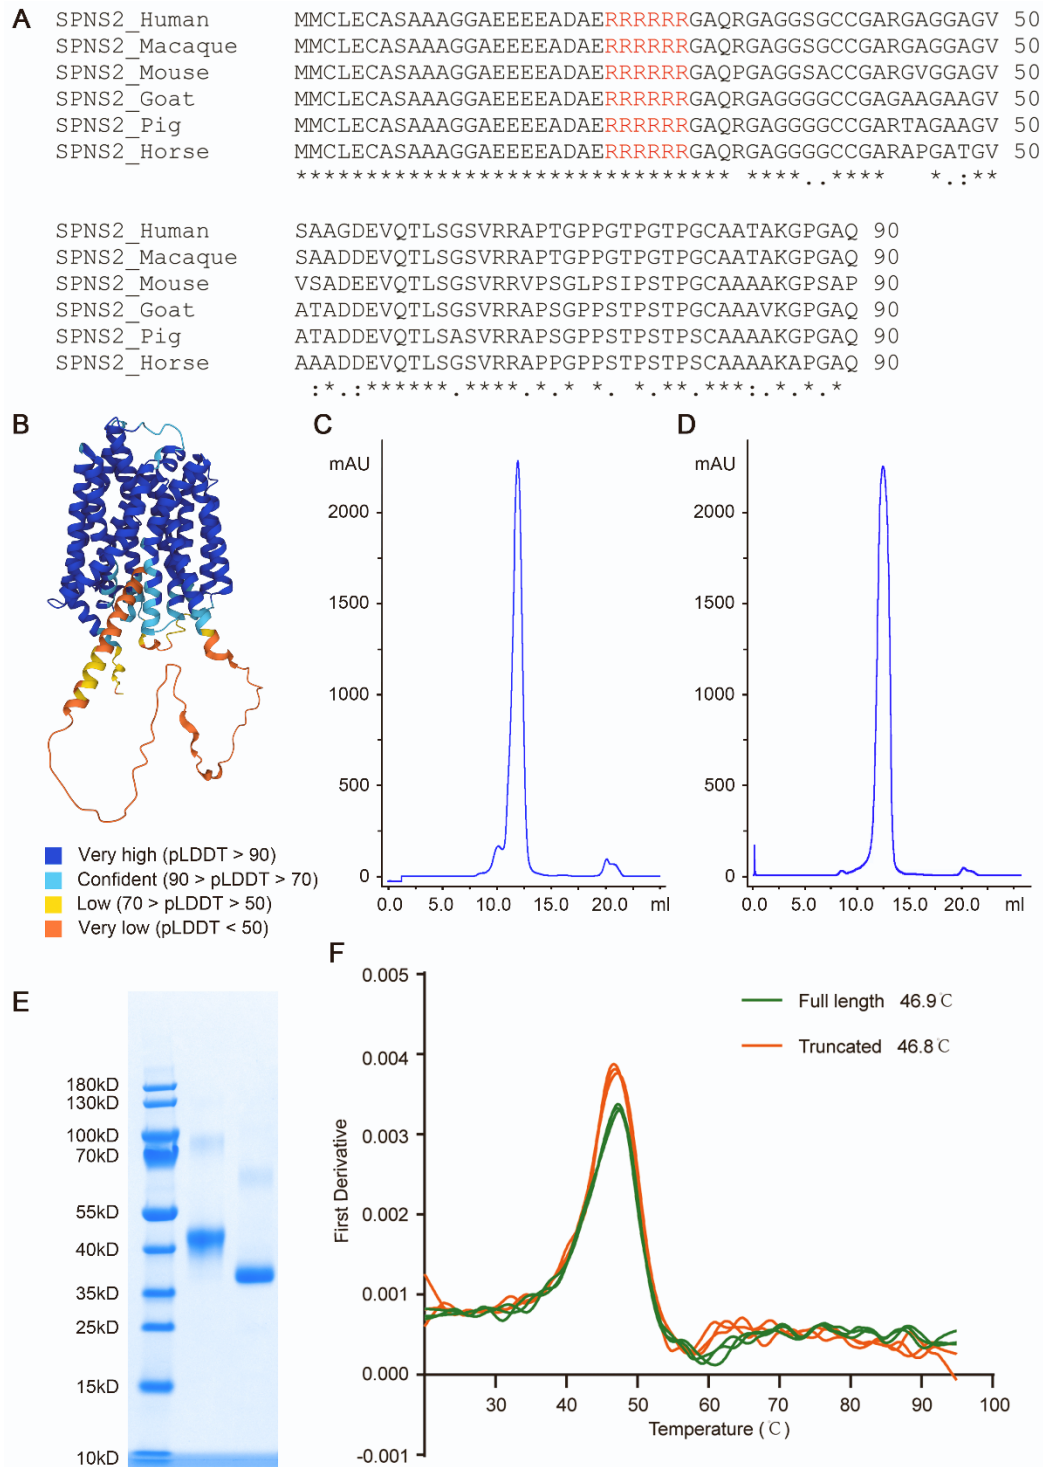 A
SPNS2_Human MMCLECASAAAGGAEEEEADAERRRRRRGAQRGAGGSGCCGARGAGGAGV 50
SPNS2_Macaque MMCLECASAAAGGAEEEEADAERRRRRRGAQRGAGGSGCCGARGAGGAGV 50
SPNS2_Mouse MMCLECASAAAGGAEEEEADAERRRRRRGAQPGAGGSACCGARGVGGAGV 50
SPNS2_Goat MMCLECASAAAGGAEEEEADAERRRRRRGAQRGAGGGGCCGAGAAGAAGV 50
SPNS2_Pig MMCLECASAAAGGAEEEEADAERRRRRRGAQRGAGGGGCCGARTAGAAGV 50
SPNS2_Horse MMCLECASAAAGGAEEEEADAERRRRRRGAQRGAGGGGCCGARAPGATGV 50
******************************* ****..**** *.:**
SPNS2_Human SAAGDEVQTLSGSVRRAPTGPPGTPGTPGCAATAKGPGAQ 90
SPNS2_Macaque SAADDEVQTLSGSVRRAPTGPPGTPGTPGCAATAKGPGAQ 90
SPNS2_Mouse VSADEEVQTLSGSVRRVPSGLPSIPSTPGCAAAAKGPSAP 90
SPNS2_Goat ATADDEVQTLSGSVRRAPSGPPSTPSTPGCAAAVKGPGAQ 90
SPNS2_Pig ATADDEVQTLSASVRRAPSGPPSTPSTPSCAAAAKGPGAQ 90
SPNS2_Horse AAADDEVQTLSGSVRRAPPGPPSTPSTPSCAAAAKAPGAQ 90
:*.:******.****.*.* *. *.**.***:..*.*.*
B
Very high (pLDDT > 90)
Confident (90 > pLDDT > 70)
Low (70 > pLDDT > 50)
Very low (pLDDT < 50)
C
mAU
2000
1500
1000
500
0
0.0 5.0 10.0 20.0 ml
D
mAU
2000
1500
1000
500
0
0.0 5.0 10.0 20.0 ml
E
180kD
130kD
100kD
70kD
55kD
40kD
35kD
25kD
15kD
10kD
F
0.005
0.004
0.003
0.002
0.001
0.000
-0.001
First Derivative
Full length 46.9℃
Truncated 46.8℃
30 40 50 60 70 80 90 100
Temperature (℃)